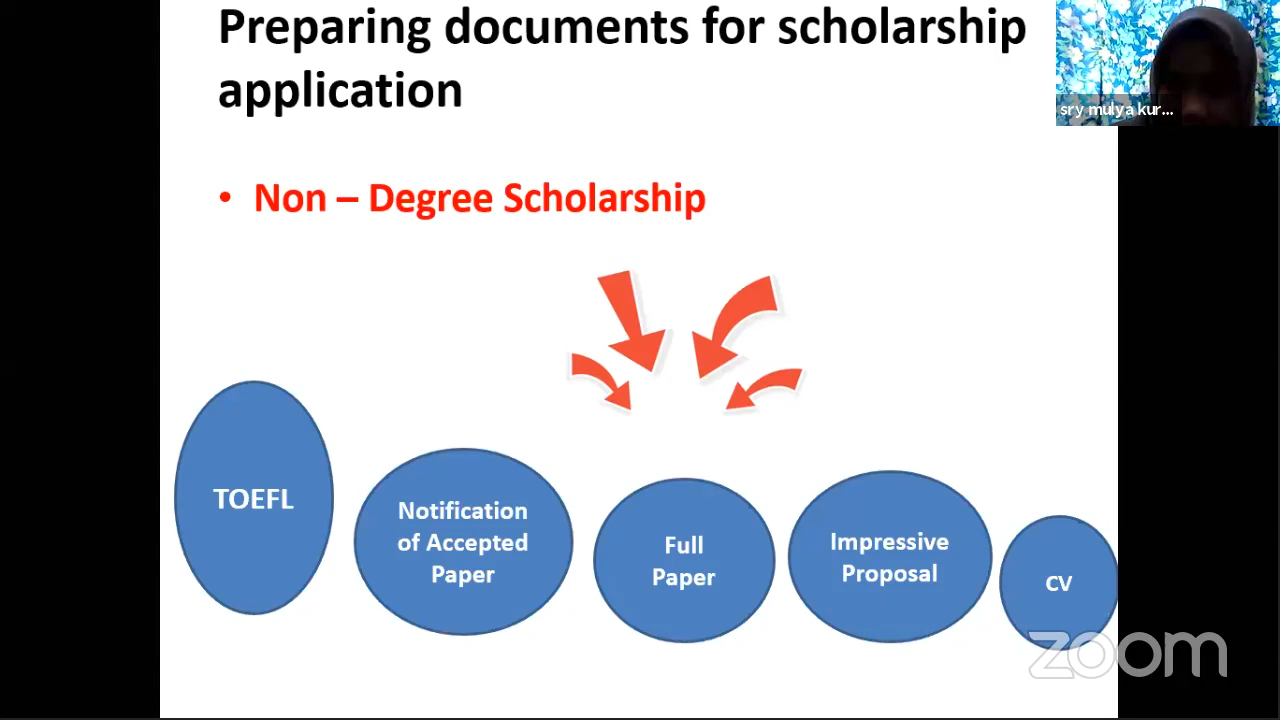 Preparing documents for scholarship
application
sry mulya kur...
• Non – Degree Scholarship
TOEFL
Notification
of Accepted
Paper
Full
Paper
Impressive
Proposal
CV
zoom